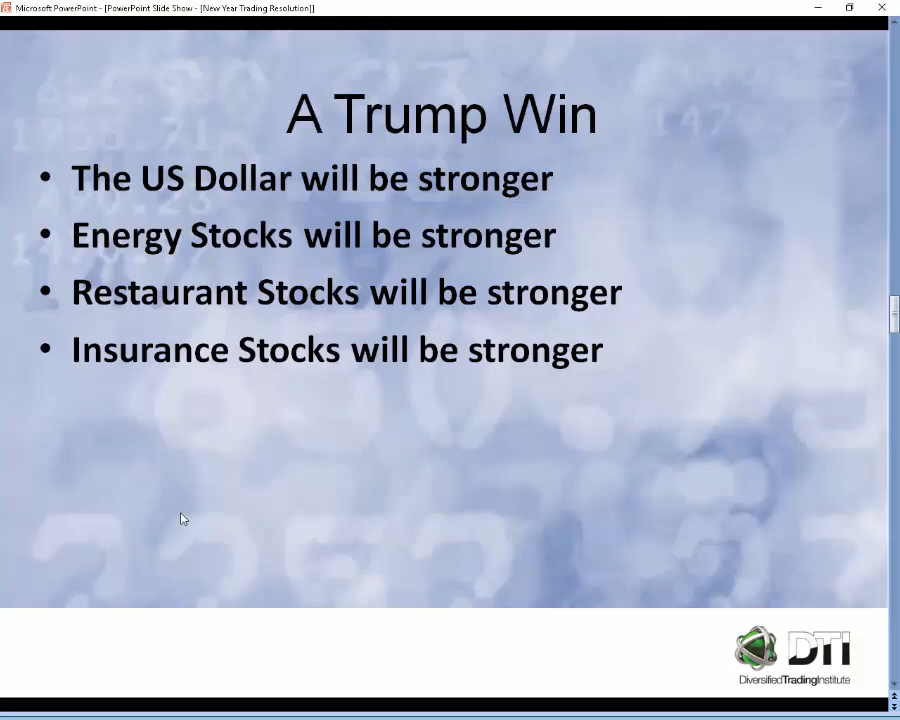 Microsoft PowerPoint - [PowerPoint Slide Show - [New Year Trading Resolution]]
A Trump Win
• The US Dollar will be stronger
• Energy Stocks will be stronger
• Restaurant Stocks will be stronger
• Insurance Stocks will be stronger
DTI
DiversifiedTradingInstitute